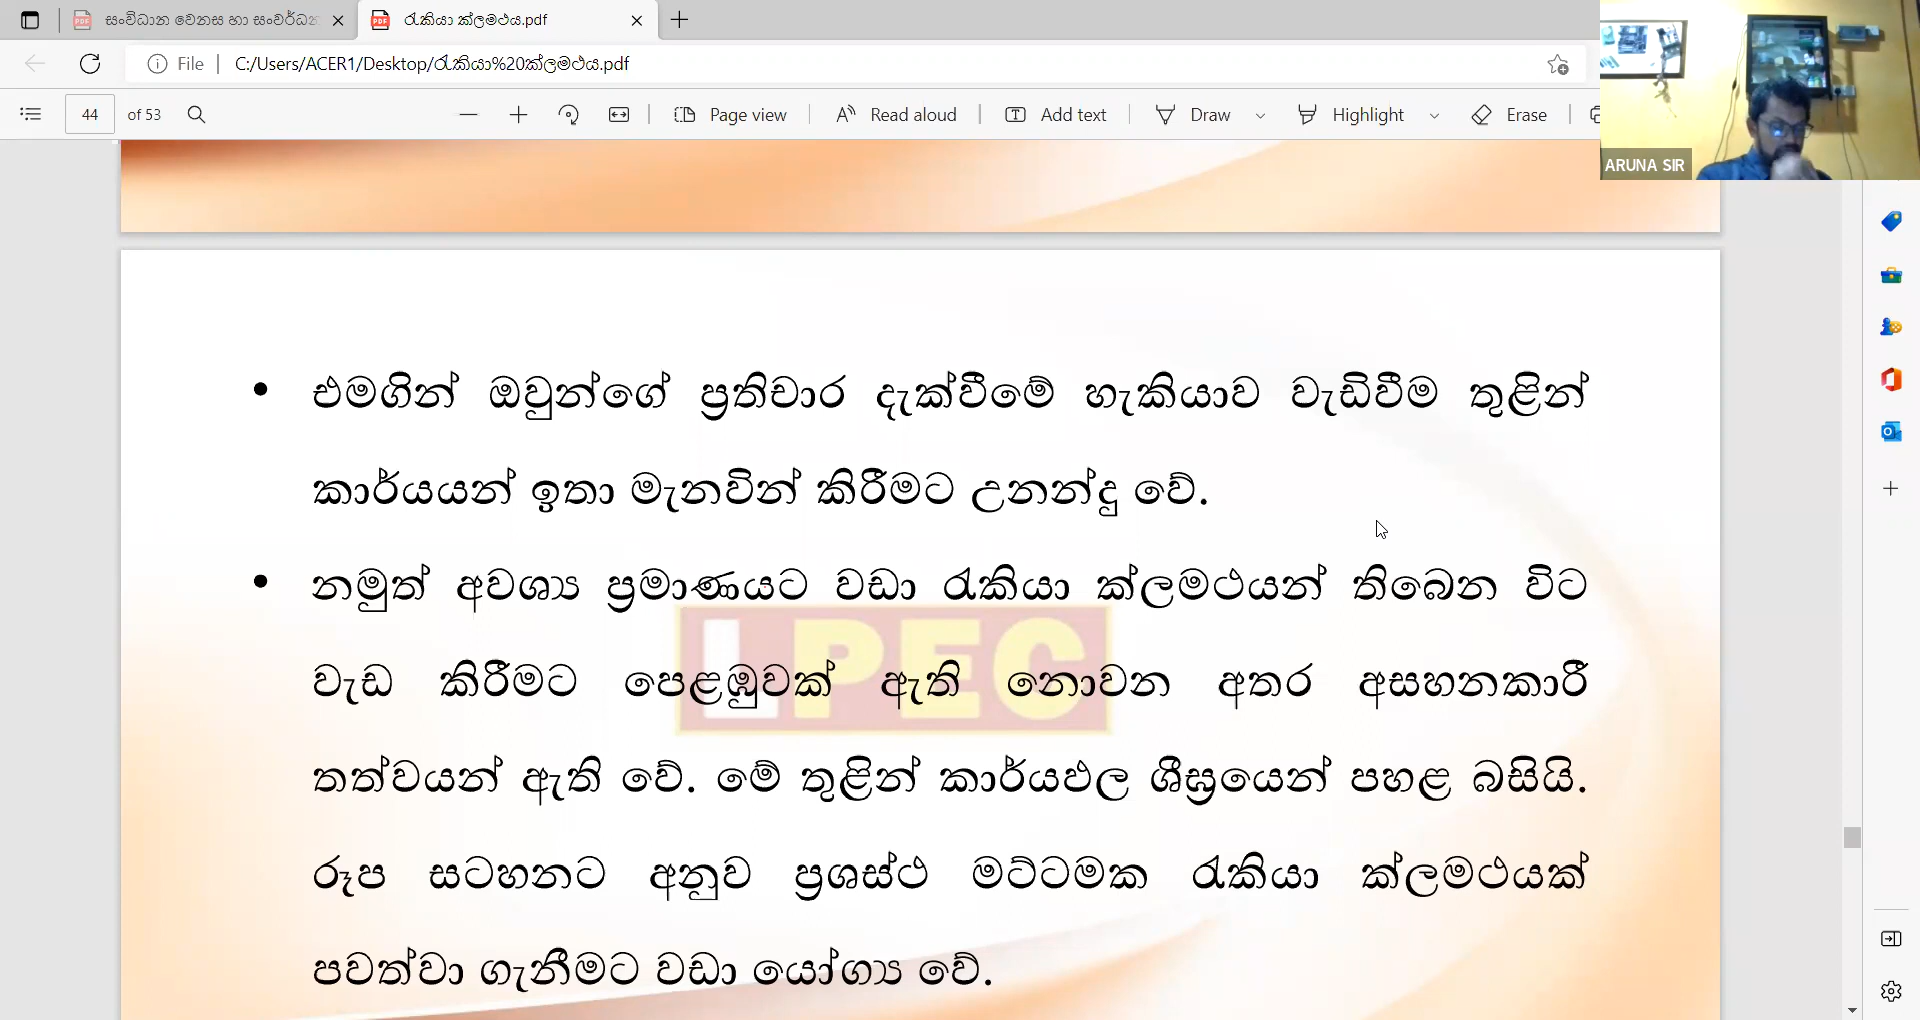 සංවිධාන වෙනස හා සංවර්ධන
රැකියා ක්ලමථය.pdf
File
C:/Users/ACER1/Desktop/රැකියා%20ක්ලමථය.pdf
44 of 53
Page view
Read aloud
Add text
Draw
Highlight
Erase
ARUNA SIR
• එමගින් ඔවුන්ගේ ප්‍රතිචාර දැක්වීමේ හැකියාව වැඩිවීම තුළින්
කාර්යයන් ඉතා මැනවින් කිරීමට උනන්දු වේ.
• නමුත් අවශ්‍ය ප්‍රමාණයට වඩා රැකියා ක්ලමථයන් තිබෙන විට
වැඩ කිරීමට පෙළඹුවක් ඇති නොවන අතර අසහනකාරී
තත්වයන් ඇති වේ. මේ තුළින් කාර්යඵල ශීඝ්‍රයෙන් පහළ බසියි.
රූප සටහනට අනුව ප්‍රශස්ථ මට්ටමක රැකියා ක්ලමථයක්
පවත්වා ගැනීමට වඩා යෝග්‍ය වේ.
LPEC